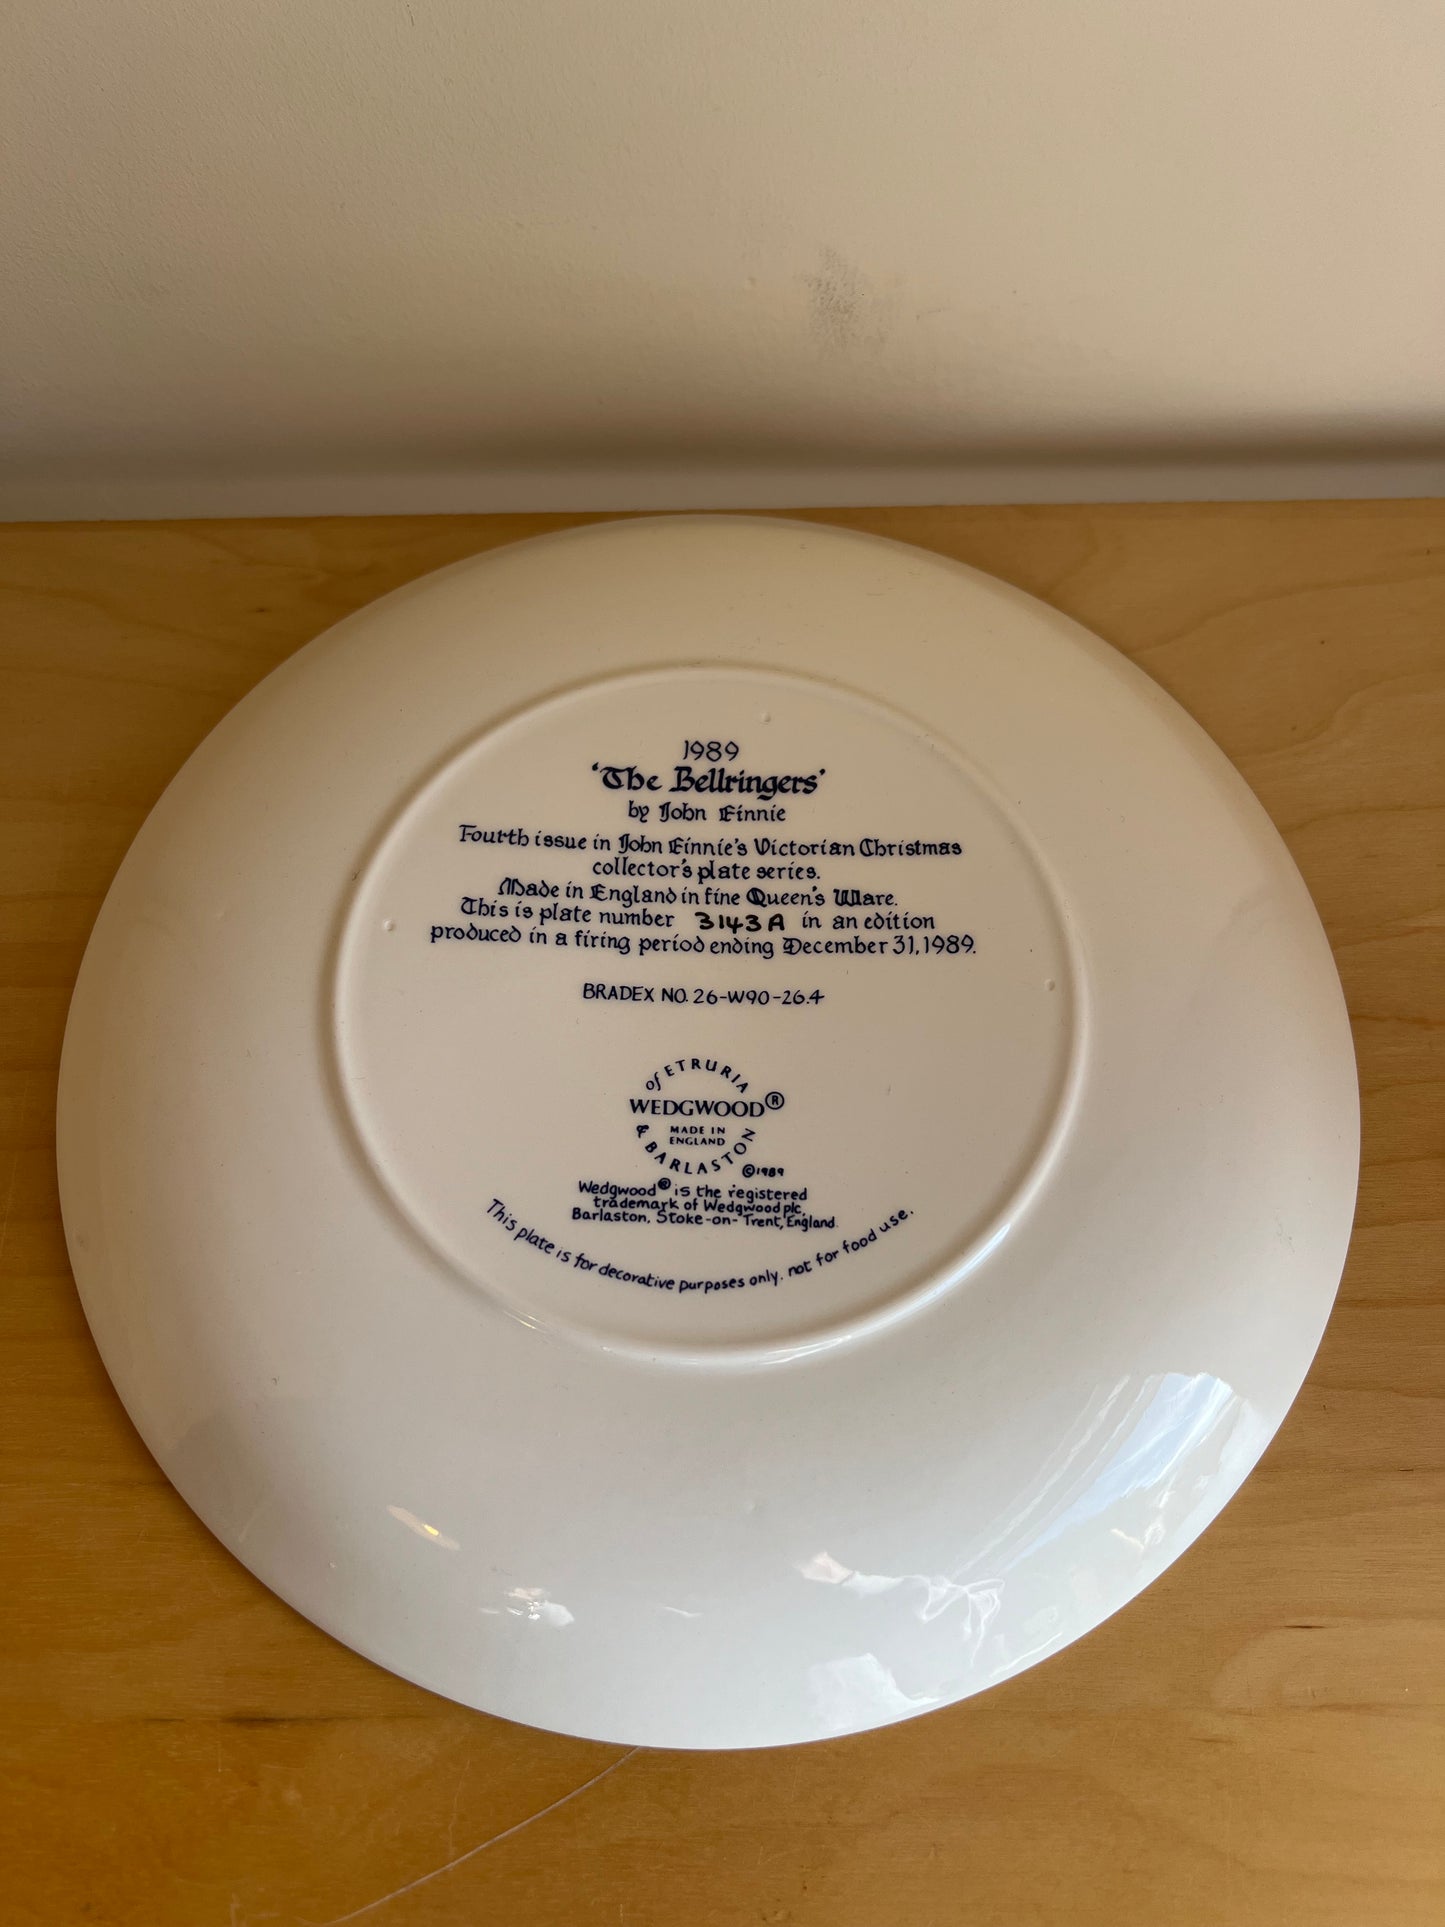 1989
'The Bellringers'
by John Finnie
Fourth issue in John Finnie's Victorian Christmas
collector's plate series.
Made in England in fine Queen's Ware.
This is plate number 3143A in an edition
produced in a firing period ending December 31, 1989.
BRADEX NO. 26-W90-26.4
of ETRURIA
WEDGWOOD®
MADE IN
ENGLAND
& BARLASTON
©1989
Wedgwood® is the registered
trademark of Wedgwood plc,
Barlaston, Stoke-on-Trent, England.
This plate is for decorative purposes only. not for food use.